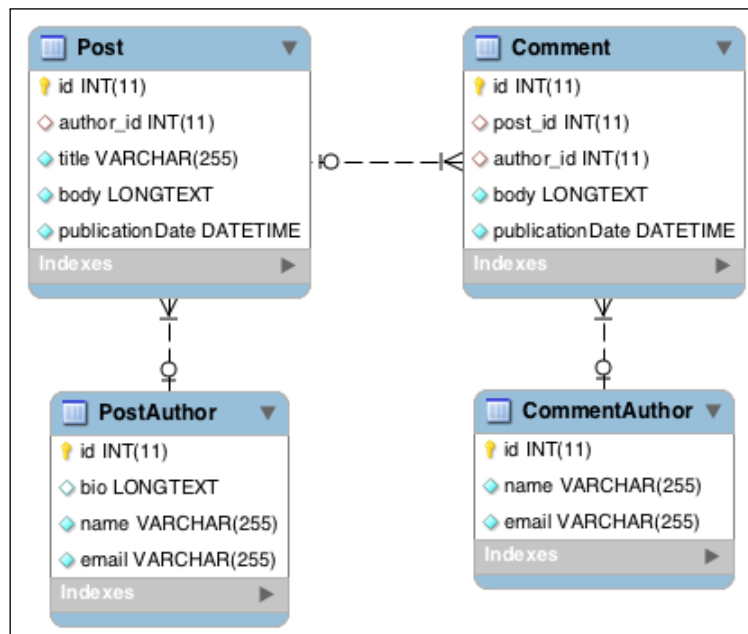 Post
id INT(11)
author_id INT(11)
title VARCHAR(255)
body LONGTEXT
publicationDate DATETIME
Indexes
Comment
id INT(11)
post_id INT(11)
author_id INT(11)
body LONGTEXT
publicationDate DATETIME
Indexes
PostAuthor
id INT(11)
bio LONGTEXT
name VARCHAR(255)
email VARCHAR(255)
Indexes
CommentAuthor
id INT(11)
name VARCHAR(255)
email VARCHAR(255)
Indexes